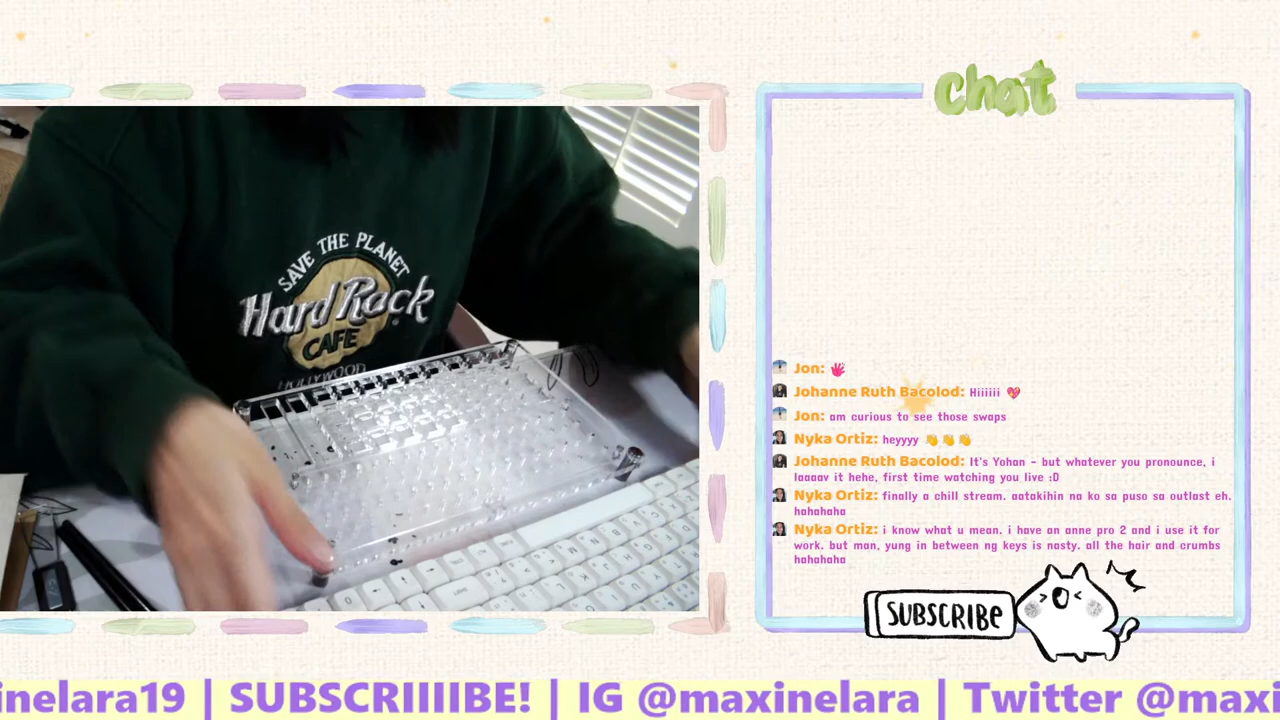 chat
SAVE THE PLANET
Hard Rock
CAFE
HOLLYWOOD
Jon: 👋
Johanne Ruth Bacolod: Hiiiiii 💖
Jon: am curious to see those swaps
Nyka Ortiz: heyyyy 👏👏👏
Johanne Ruth Bacolod: It's Yohan - but whatever you pronounce, i
laaaav it hehe, first time watching you live :D
Nyka Ortiz: finally a chill stream. aatakihin na ko sa puso sa outlast eh.
hahahaha
Nyka Ortiz: i know what u mean. i have an anne pro 2 and i use it for
work. but man, yung in between ng keys is nasty. all the hair and crumbs
hahahaha
SUBSCRIBE
inelara19 | SUBSCRIIIIBE! | IG @maxinelara | Twitter @maxi